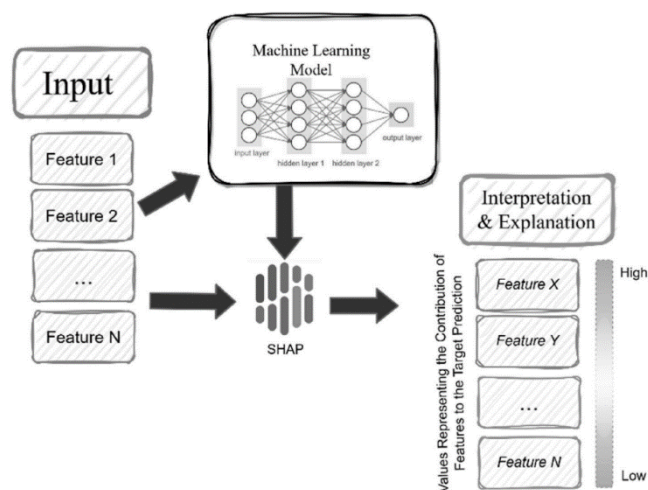 Input
Feature 1
Feature 2
...
Feature N
Machine Learning
Model
input layer
hidden layer 1
hidden layer 2
output layer
SHAP
Interpretation
& Explanation
Values Representing the Contribution of
Features to the Target Prediction
Feature X
Feature Y
...
Feature N
High
Low